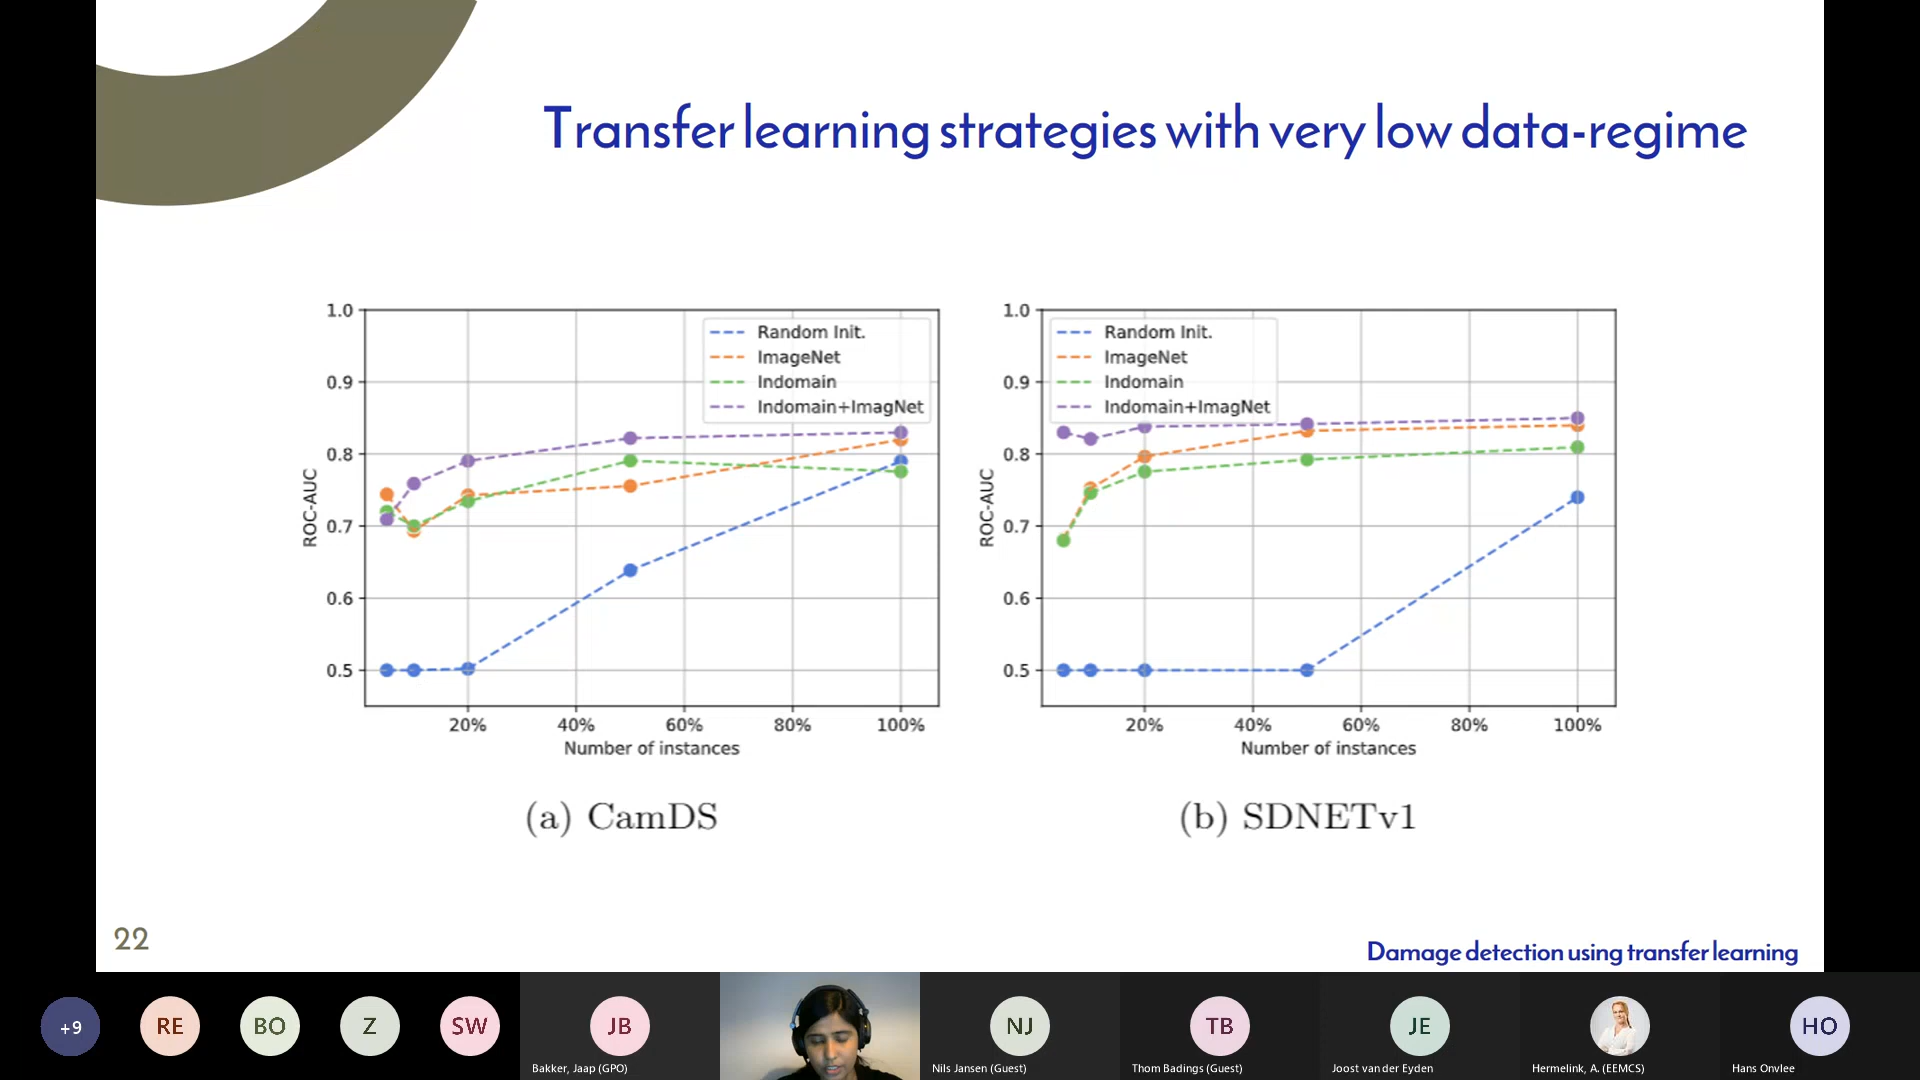 Transfer learning strategies with very low data-regime
1.0
0.9
0.8
0.7
0.6
0.5
ROC-AUC
Random Init.
ImageNet
Indomain
Indomain+ImagNet
20%
40%
60%
80%
100%
Number of instances
(a) CamDS
1.0
0.9
0.8
0.7
0.6
0.5
ROC-AUC
Random Init.
ImageNet
Indomain
Indomain+ImagNet
20%
40%
60%
80%
100%
Number of instances
(b) SDNETv1
22
Damage detection using transfer learning
+9
RE
BO
Z
SW
JB
Bakker, Jaap (GPO)
NJ
Nils Jansen (Guest)
TB
Thom Badings (Guest)
JE
Joost van der Eyden
Hermelink, A. (EEMCS)
HO
Hans Onvlee